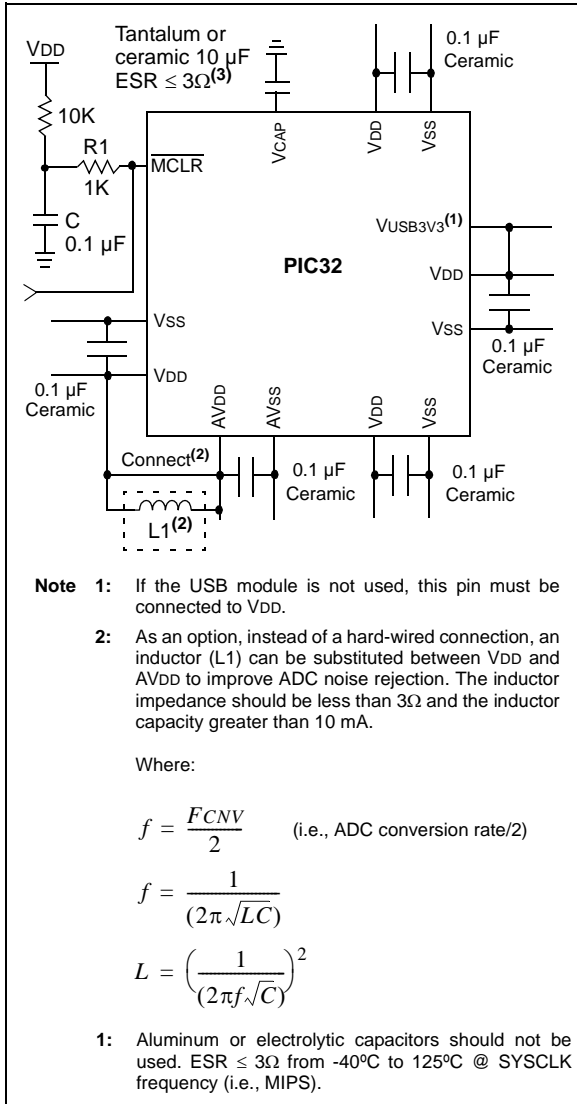 Tantalum or
ceramic 10 µF
ESR ≤ 3Ω(3)
0.1 µF
Ceramic
VDD
10K
R1
1K
C
0.1 µF
MCLR
VCAP
VDD
VSS
VUSB3V3(1)
PIC32
VDD
VSS
0.1 µF
Ceramic
VSS
VDD
0.1 µF
Ceramic
AVDD
AVSS
VDD
VSS
Connect(2)
0.1 µF
Ceramic
0.1 µF
Ceramic
L1(2)
Note 1: If the USB module is not used, this pin must be
connected to VDD.
2: As an option, instead of a hard-wired connection, an
inductor (L1) can be substituted between VDD and
AVDD to improve ADC noise rejection. The inductor
impedance should be less than 3Ω and the inductor
capacity greater than 10 mA.
Where:
f = FCNV / 2 (i.e., ADC conversion rate/2)
f = 1 / (2π√LC)
L = (1 / (2πf√C))²
1: Aluminum or electrolytic capacitors should not be
used. ESR ≤ 3Ω from -40ºC to 125ºC @ SYSCLK
frequency (i.e., MIPS).